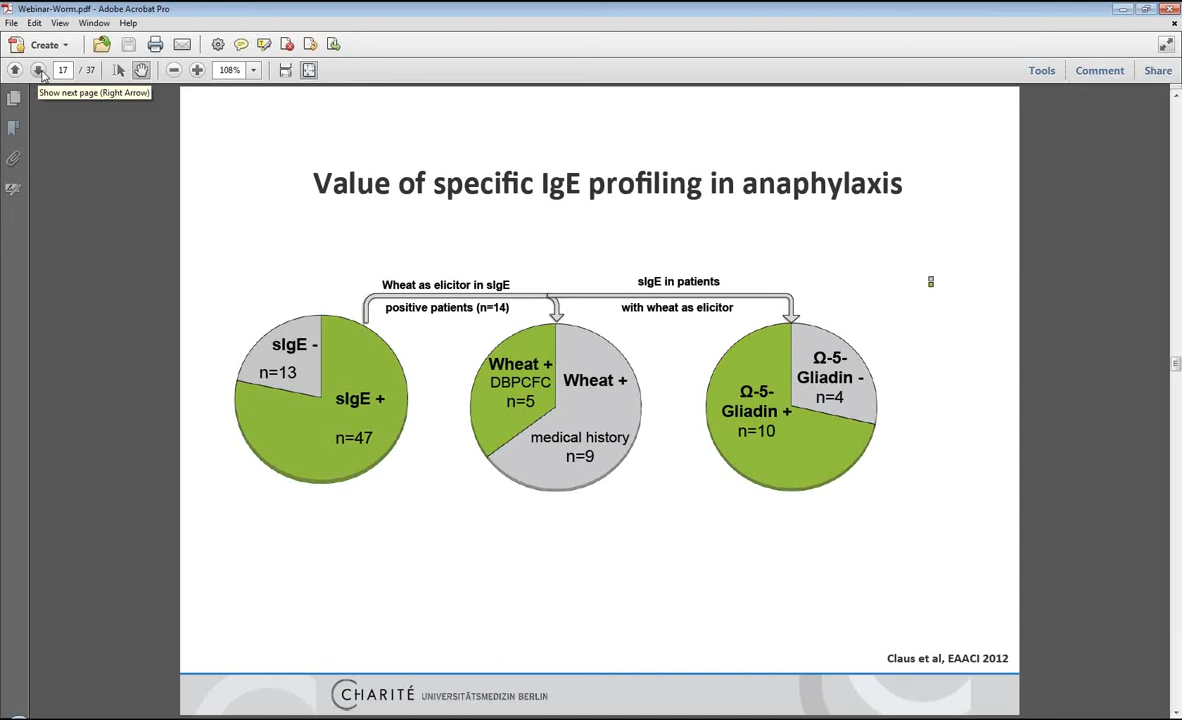 Webinar-Worm.pdf - Adobe Acrobat Pro
File Edit View Window Help
Create
17 / 37 108% Tools Comment Share
Show next page (Right Arrow)
Value of specific IgE profiling in anaphylaxis
Wheat as elicitor in sIgE
positive patients (n=14)
sIgE in patients
with wheat as elicitor
sIgE -
n=13
sIgE +
n=47
Wheat +
DBPCFC
n=5
Wheat +
medical history
n=9
Ω-5-
Gliadin +
n=10
Ω-5-
Gliadin -
n=4
Claus et al, EAACI 2012
CHARITÉ UNIVERSITÄTSMEDIZIN BERLIN